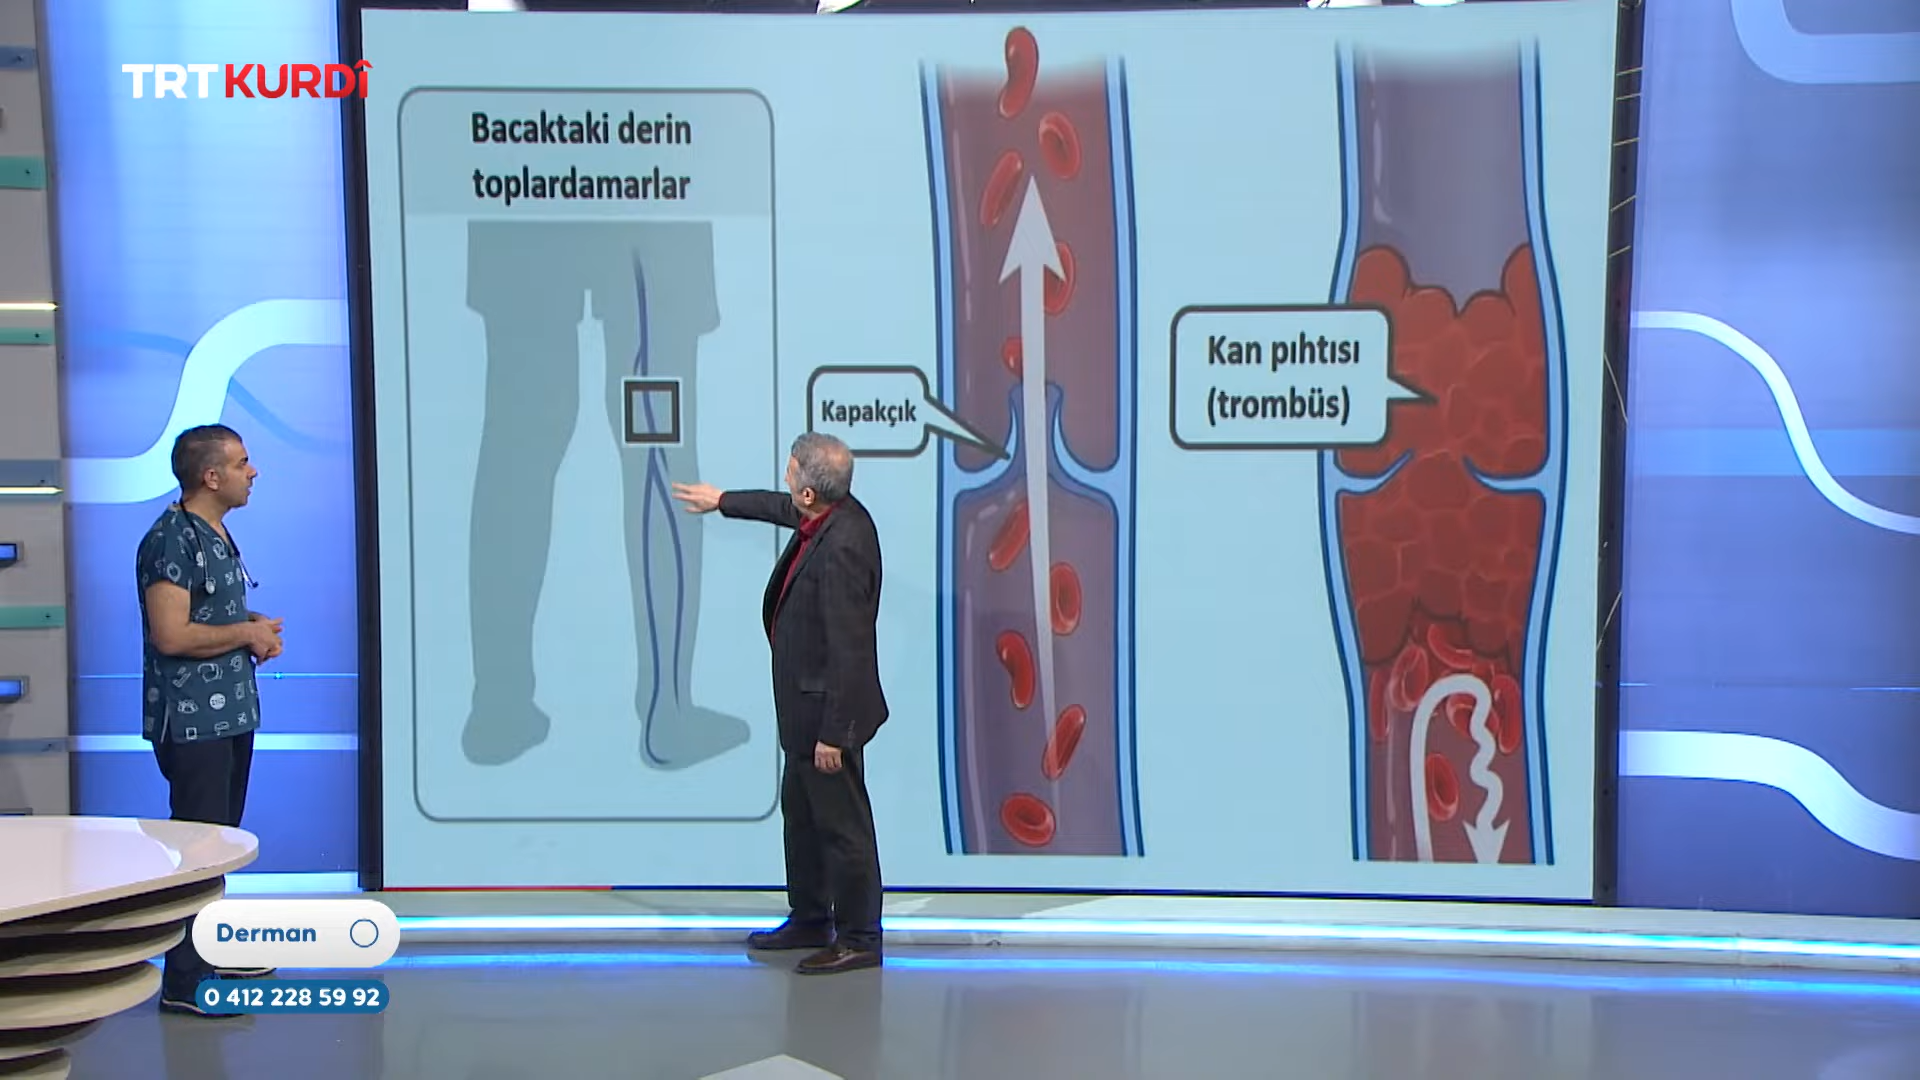 TRT KURDÎ
Bacaktaki derin
toplardamarlar
Kapakçık
Kan pıhtısı
(trombüs)
Derman
0 412 228 59 92